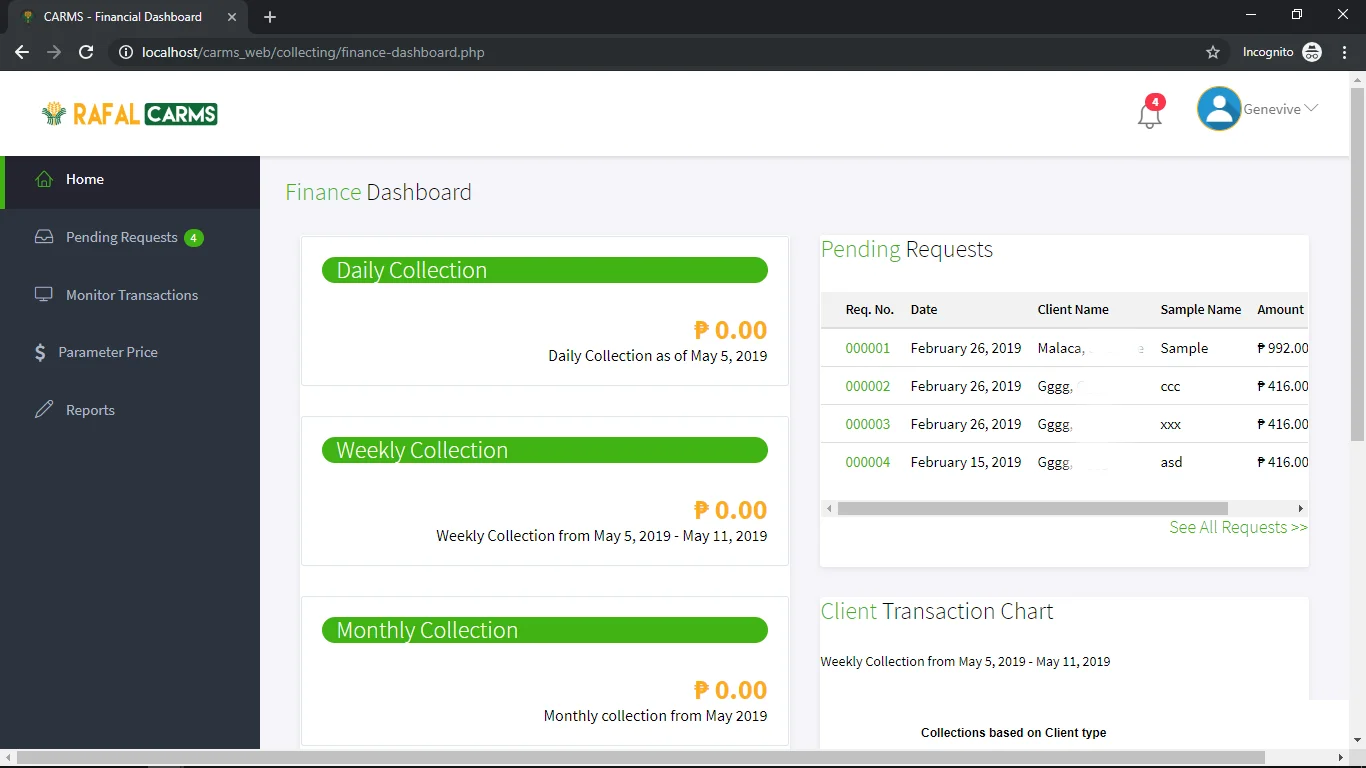 CARMS - Financial Dashboard
localhost/carms_web/collecting/finance-dashboard.php
Incognito
RAFAL CARMS
4
Genevive
Home
Pending Requests 4
Monitor Transactions
$ Parameter Price
Reports
Finance Dashboard
Daily Collection
₱ 0.00
Daily Collection as of May 5, 2019
Weekly Collection
₱ 0.00
Weekly Collection from May 5, 2019 - May 11, 2019
Monthly Collection
₱ 0.00
Monthly collection from May 2019
Pending Requests
Req. No. Date Client Name Sample Name Amount
000001 February 26, 2019 Malaca, e Sample ₱ 992.00
000002 February 26, 2019 Gggg, ccc ₱ 416.00
000003 February 26, 2019 Gggg, xxx ₱ 416.00
000004 February 15, 2019 Gggg, asd ₱ 416.00
See All Requests >>
Client Transaction Chart
Weekly Collection from May 5, 2019 - May 11, 2019
Collections based on Client type